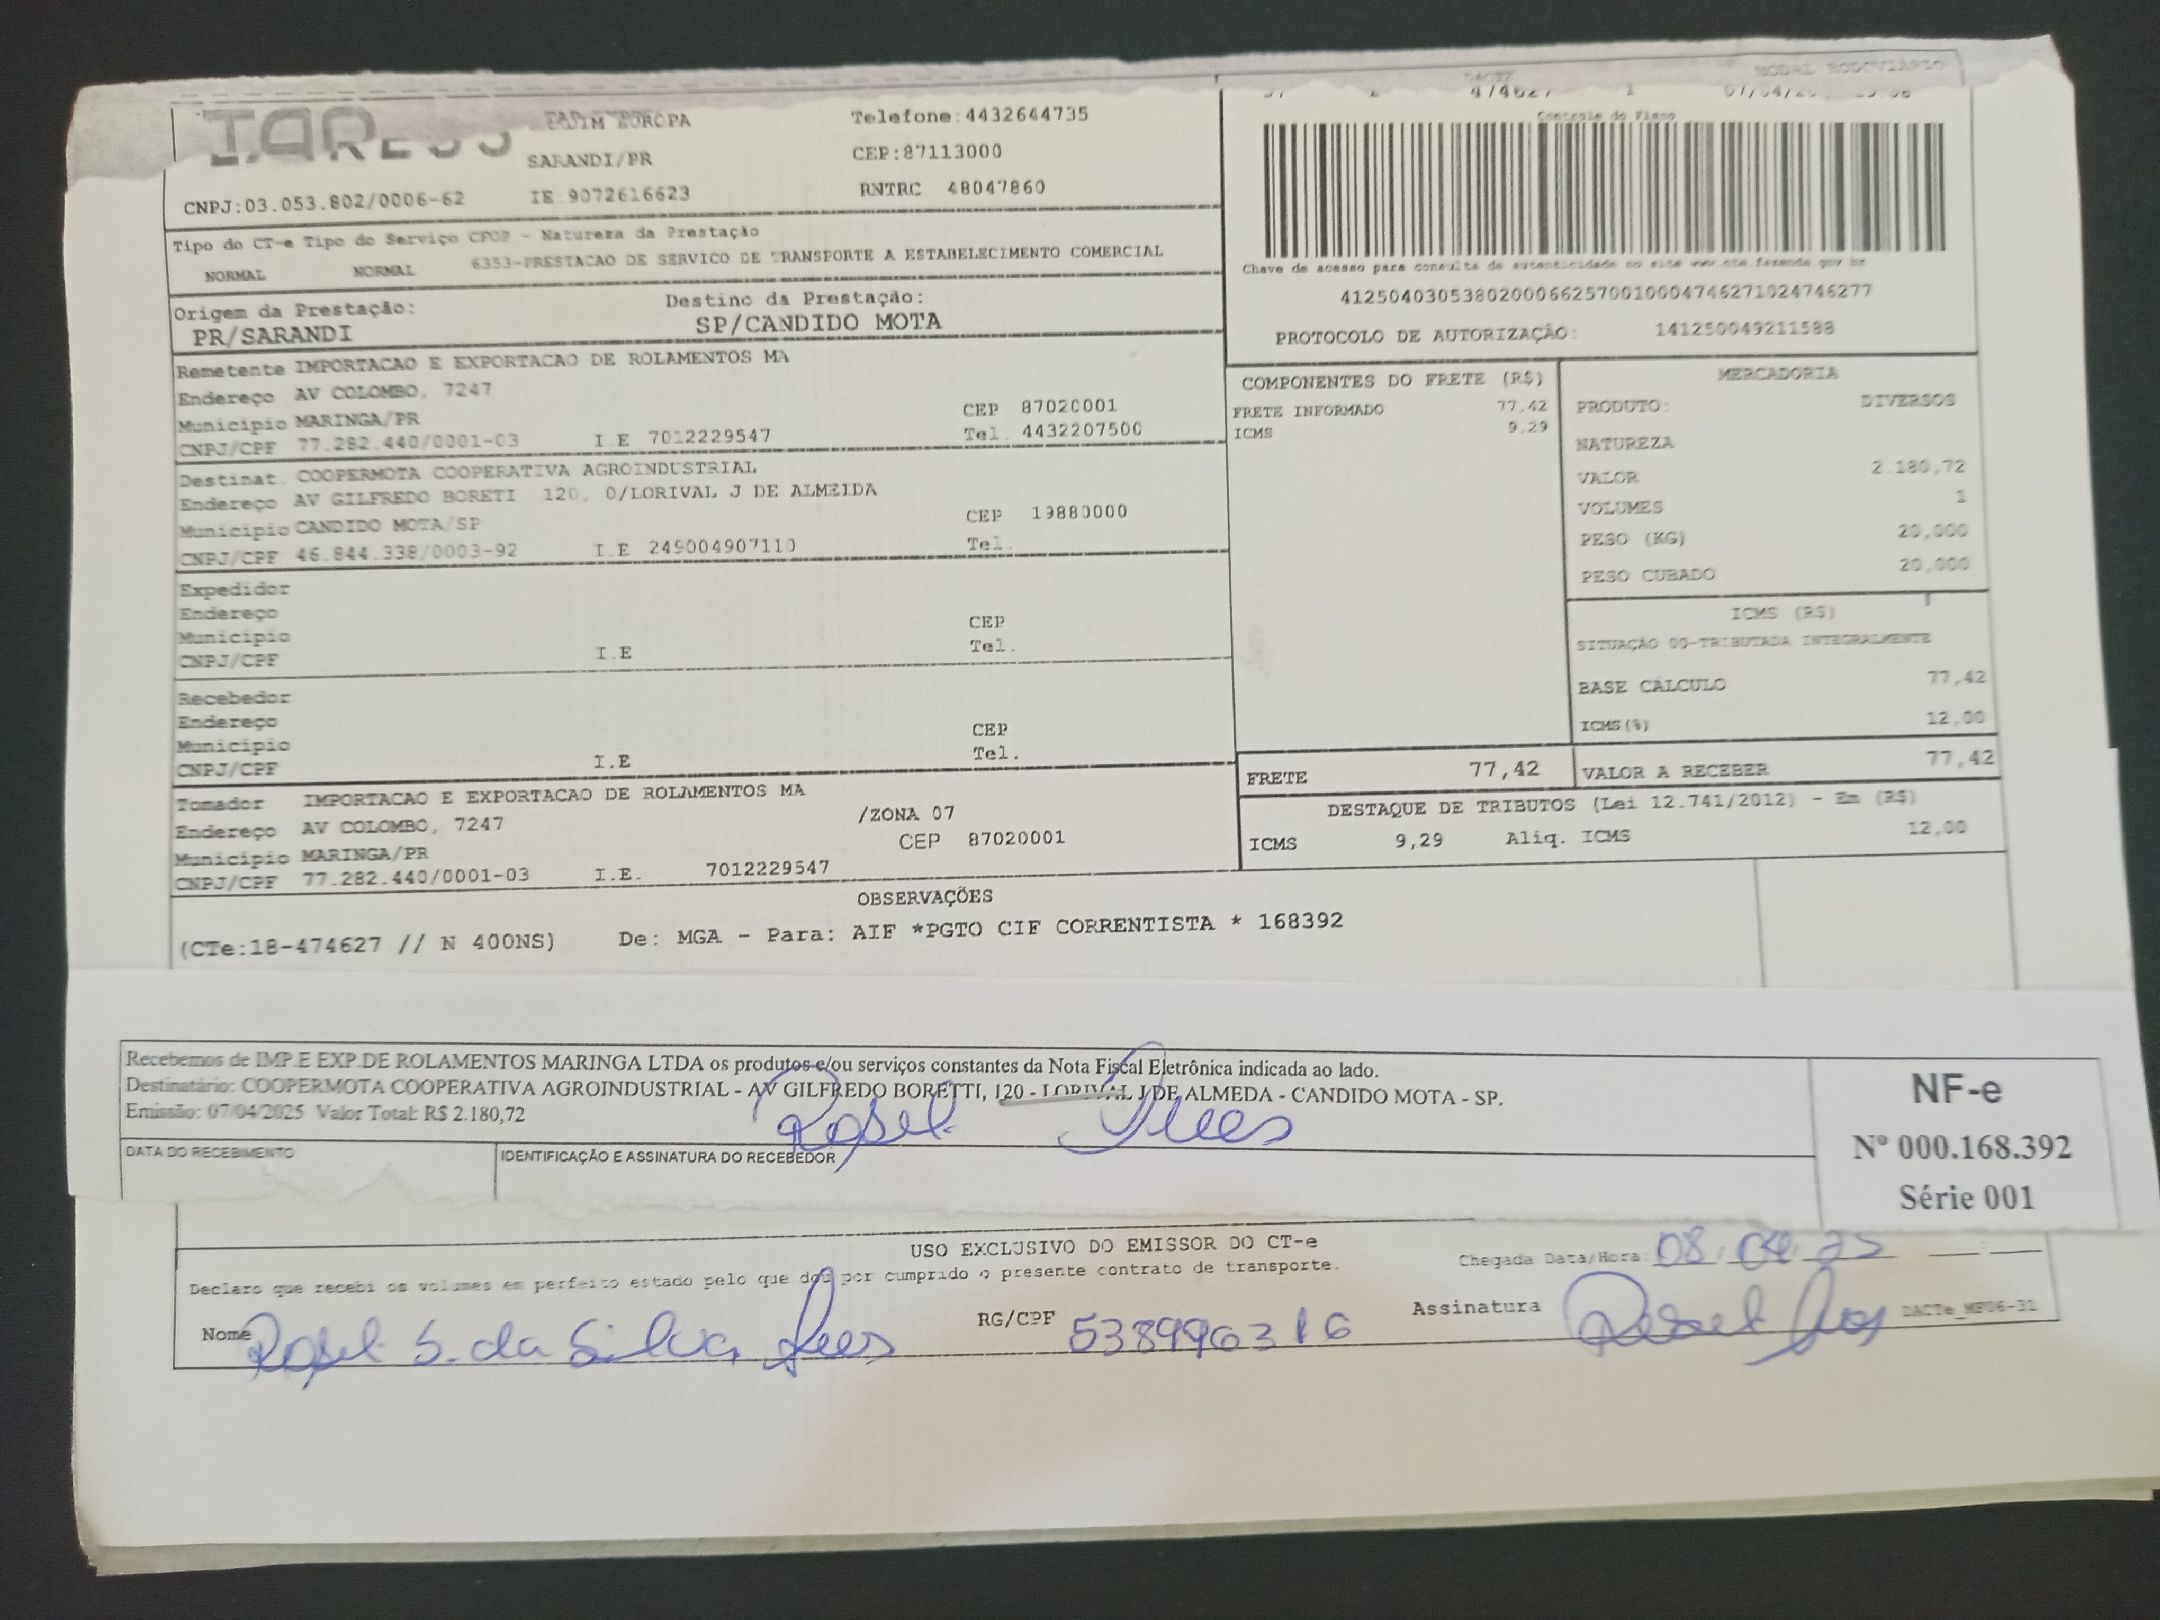 MODAL RODOVIÁRIO
474627 1
EUROPA Telefone:4432644735
SARANDI/PR CEP:87113000
CNPJ:03.053.802/0006-62 IE 9072616623 RNTRC 48047860
Controle do Fisco
Tipo do CT-e Tipo do Serviço CFOP - Natureza da Prestação
NORMAL NORMAL 6353-PRESTACAO DE SERVICO DE TRANSPORTE A ESTABELECIMENTO COMERCIAL
Chave de acesso para consulta de autenticidade no site www.cte.fazenda.gov.br
41250403053802000662570010004746271024746277
PROTOCOLO DE AUTORIZAÇÃO: 141250049211588
Origem da Prestação: Destino da Prestação:
PR/SARANDI SP/CANDIDO MOTA
Remetente IMPORTACAO E EXPORTACAO DE ROLAMENTOS MA
Endereço AV COLOMBO, 7247
Município MARINGA/PR CEP 87020001
CNPJ/CPF 77.282.440/0001-03 I.E 7012229547 Tel. 4432207500
Destinat. COOPERMOTA COOPERATIVA AGROINDUSTRIAL
Endereço AV GILFREDO BORETI 120, 0/LORIVAL J DE ALMEIDA
Município CANDIDO MOTA/SP CEP 19880000
CNPJ/CPF 46.844.338/0003-92 I.E 249004907110 Tel.
Expedidor
Endereço
Município CEP
CNPJ/CPF I.E Tel.
Recebedor
Endereço
Município CEP
CNPJ/CPF I.E Tel.
Tomador IMPORTACAO E EXPORTACAO DE ROLAMENTOS MA
Endereço AV COLOMBO, 7247 /ZONA 07
Município MARINGA/PR CEP 87020001
CNPJ/CPF 77.282.440/0001-03 I.E. 7012229547
COMPONENTES DO FRETE (R$)
FRETE INFORMADO 77,42
ICMS 9,29
MERCADORIA
PRODUTO: DIVERSOS
NATUREZA
VALOR 2.180,72
VOLUMES 1
PESO (KG) 20,000
PESO CUBADO 20,000
ICMS (R$)
SITUAÇÃO 00-TRIBUTADA INTEGRALMENTE
BASE CÁLCULO 77,42
ICMS(%) 12,00
FRETE 77,42 VALOR A RECEBER 77,42
DESTAQUE DE TRIBUTOS (Lei 12.741/2012) - Em (R$)
ICMS 9,29 Aliq. ICMS 12,00
OBSERVAÇÕES
(CTe:18-474627 // N 400NS) De: MGA - Para: AIF *PGTO CIF CORRENTISTA * 168392
Recebemos de IMP.E EXP.DE ROLAMENTOS MARINGA LTDA os produtos e/ou serviços constantes da Nota Fiscal Eletrônica indicada ao lado.
Destinatário: COOPERMOTA COOPERATIVA AGROINDUSTRIAL - AV GILFREDO BORETTI, 120 - LORIVAL J DE ALMEDA - CANDIDO MOTA - SP.
Emissão: 07/04/2025 Valor Total: R$ 2.180,72
DATA DO RECEBIMENTO IDENTIFICAÇÃO E ASSINATURA DO RECEBEDOR
NF-e
Nº 000.168.392
Série 001
USO EXCLUSIVO DO EMISSOR DO CT-e
Declaro que recebi os volumes em perfeito estado pelo que dou por cumprido o presente contrato de transporte.
Chegada Data/Hora: 08.04.25
Nome S. da Silva RG/CPF 538996316 Assinatura DACTe_MF06-31